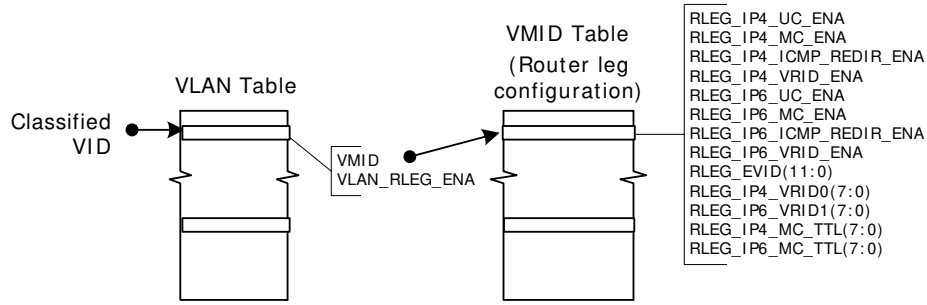 Classified
VID
VLAN Table
VMID
VLAN_RLEG_ENA
VMID Table
(Router leg
configuration)
RLEG_IP4_UC_ENA
RLEG_IP4_MC_ENA
RLEG_IP4_ICMP_REDIR_ENA
RLEG_IP4_VRID_ENA
RLEG_IP6_UC_ENA
RLEG_IP6_MC_ENA
RLEG_IP6_ICMP_REDIR_ENA
RLEG_IP6_VRID_ENA
RLEG_EVID(11:0)
RLEG_IP4_VRID0(7:0)
RLEG_IP6_VRID1(7:0)
RLEG_IP4_MC_TTL(7:0)
RLEG_IP6_MC_TTL(7:0)